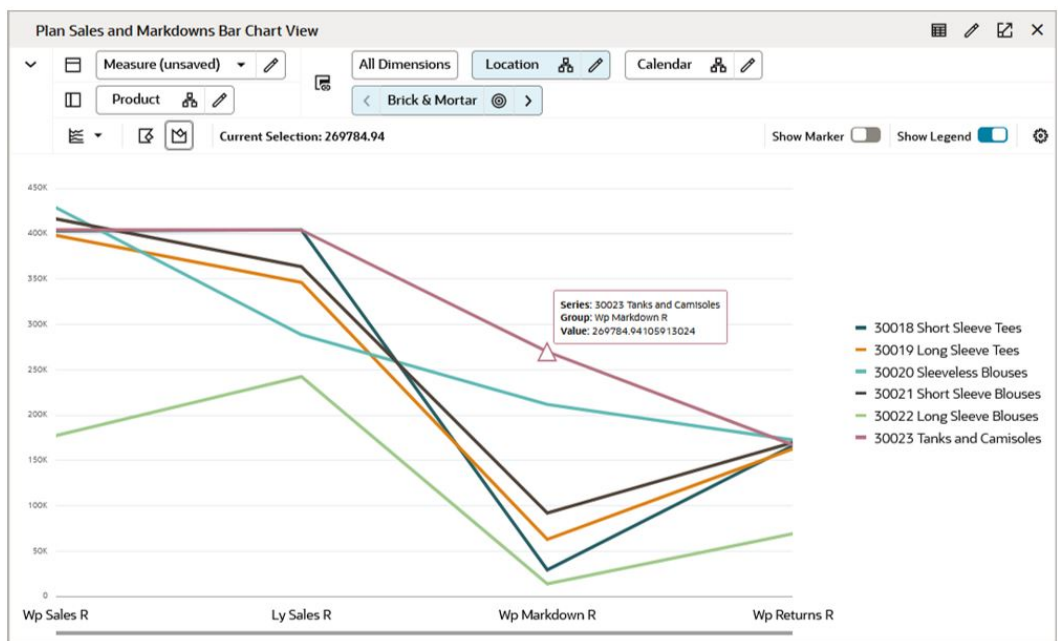 Plan Sales and Markdowns Bar Chart View
Measure (unsaved)
All Dimensions
Location
Calendar
Product
Brick & Mortar
Current Selection: 269784.94
Show Marker
Show Legend
450K
400K
350K
300K
250K
200K
150K
100K
50K
0
Series: 30023 Tanks and Camisoles
Group: Wp Markdown R
Value: 269784.94105913024
30018 Short Sleeve Tees
30019 Long Sleeve Tees
30020 Sleeveless Blouses
30021 Short Sleeve Blouses
30022 Long Sleeve Blouses
30023 Tanks and Camisoles
Wp Sales R
Ly Sales R
Wp Markdown R
Wp Returns R